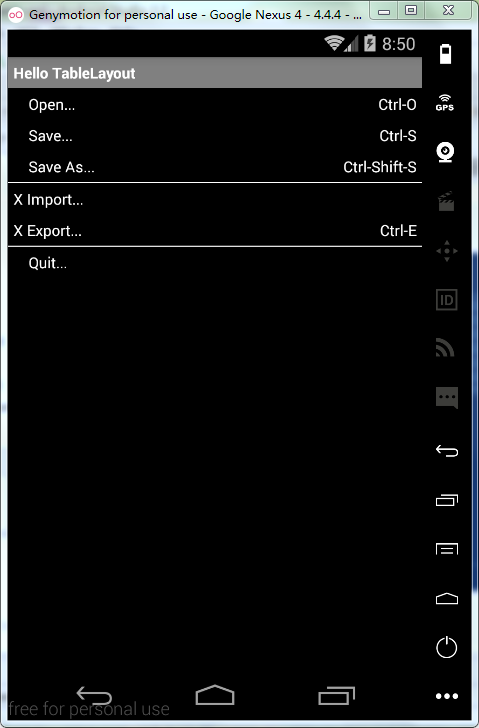 Genymotion for personal use - Google Nexus 4 - 4.4.4 - ...
8:50
GPS
Hello TableLayout
Open... Ctrl-O
Save... Ctrl-S
Save As... Ctrl-Shift-S
X Import...
X Export... Ctrl-E
Quit...
ID
free for personal use